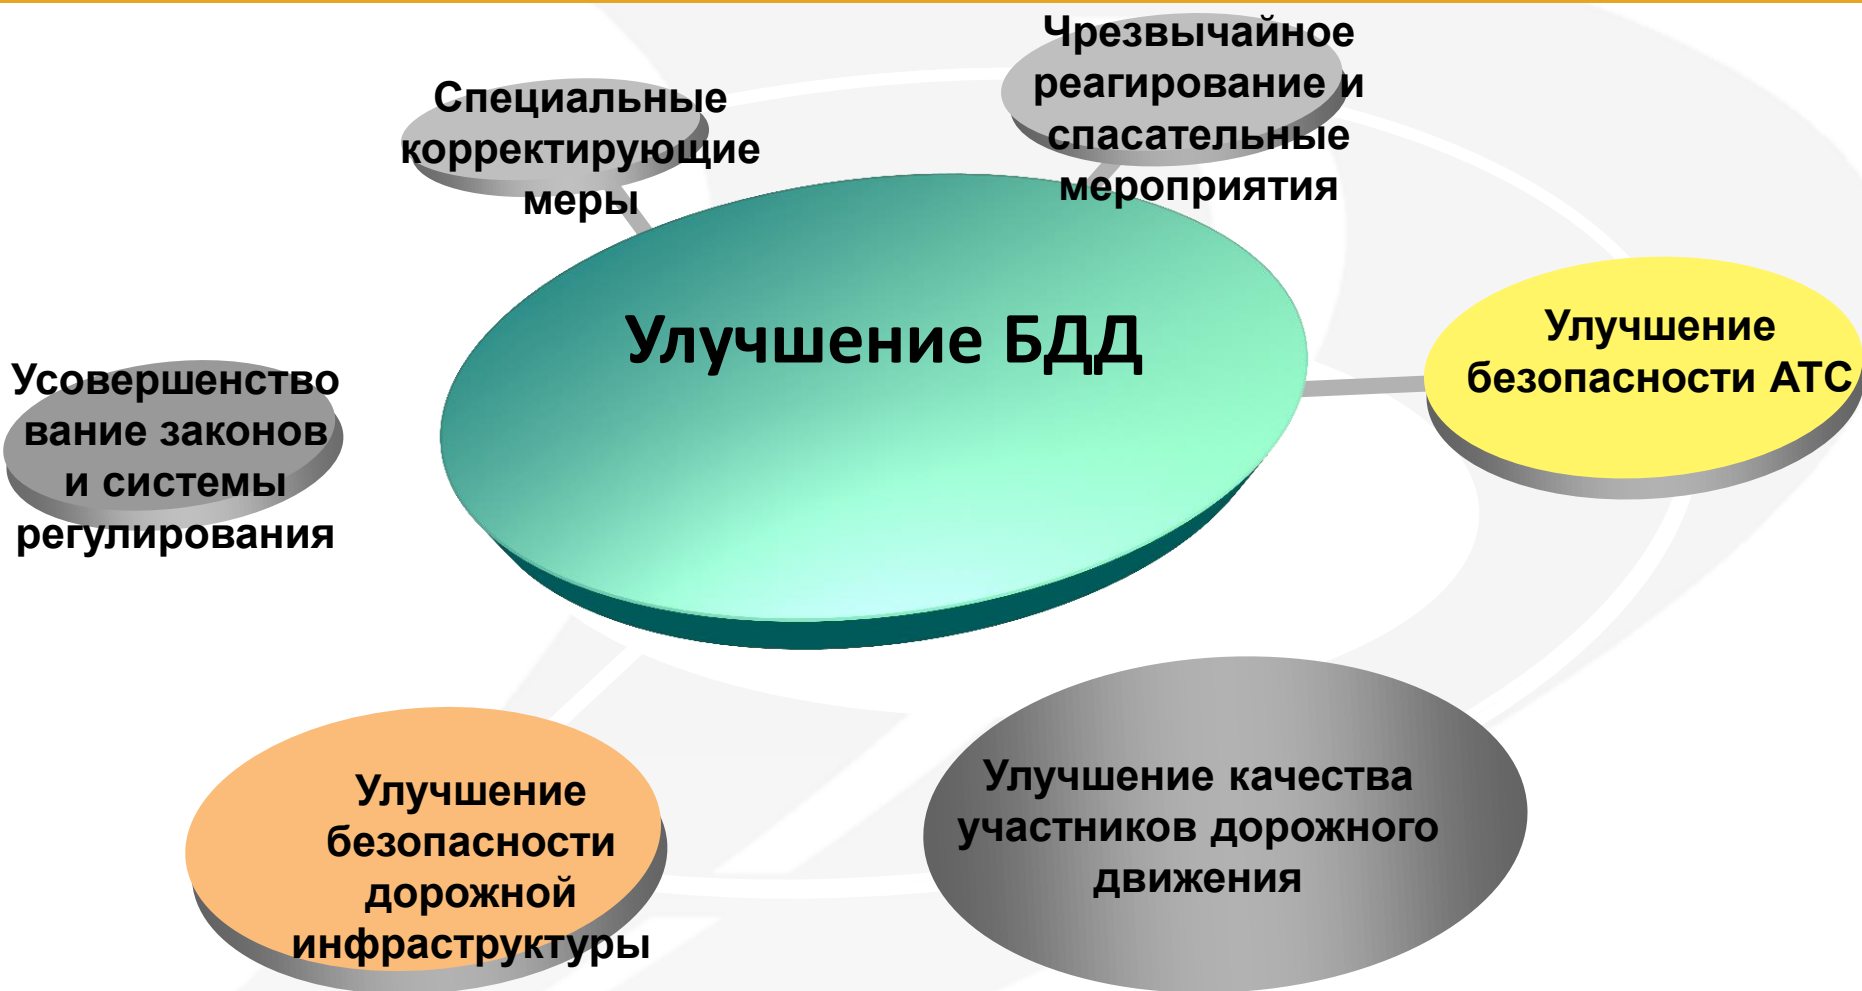 Чрезвычайное
реагирование и
спасательные
мероприятия
Специальные
корректирующие
меры
Улучшение БДД
Улучшение
безопасности АТС
Усовершенство
вание законов
и системы
регулирования
Улучшение
безопасности
дорожной
инфраструктуры
Улучшение качества
участников дорожного
движения